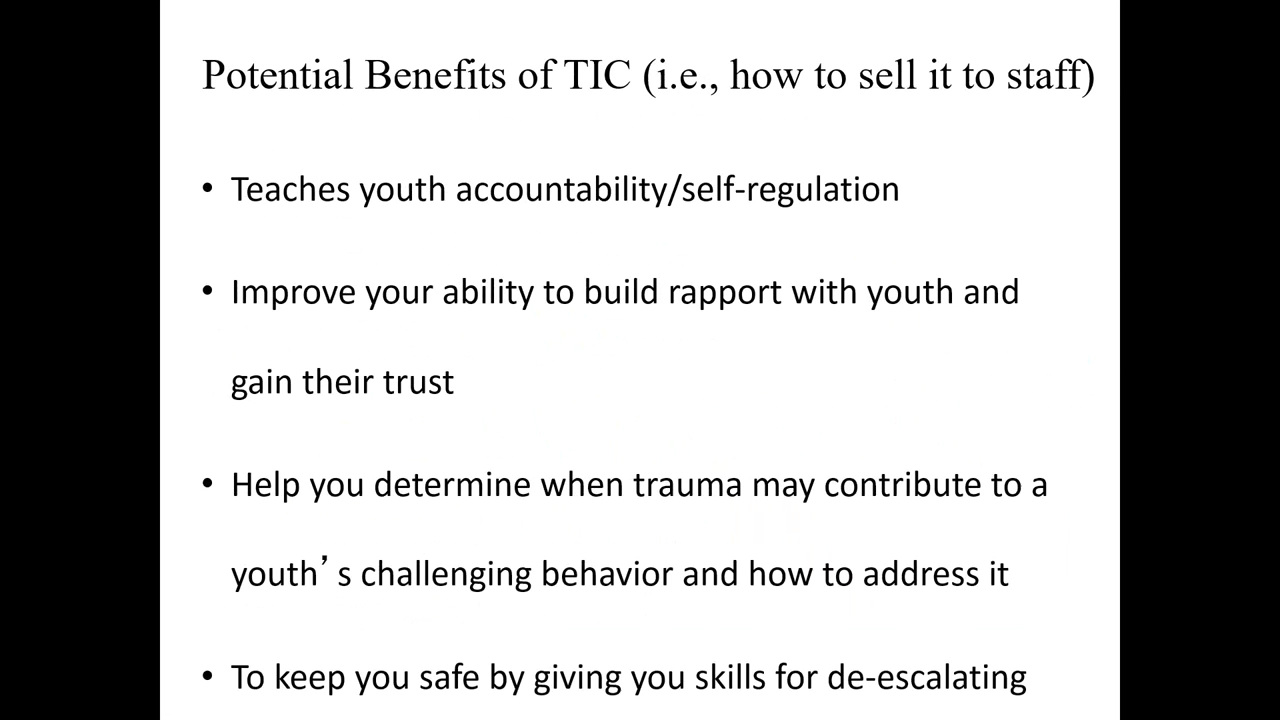 Potential Benefits of TIC (i.e., how to sell it to staff)
• Teaches youth accountability/self-regulation
• Improve your ability to build rapport with youth and
gain their trust
• Help you determine when trauma may contribute to a
youth’s challenging behavior and how to address it
• To keep you safe by giving you skills for de-escalating